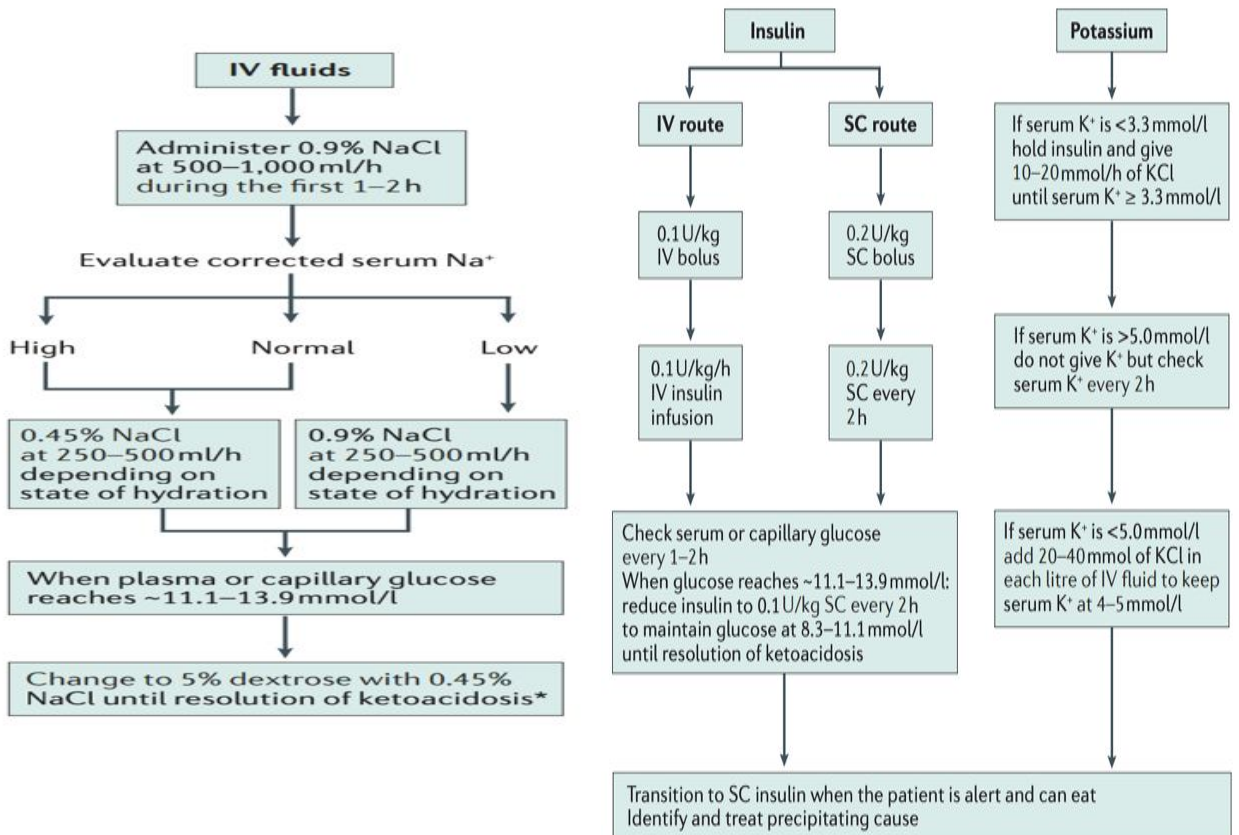 IV fluids
Administer 0.9% NaCl
at 500–1,000 ml/h
during the first 1–2 h
Evaluate corrected serum Na⁺
High
Normal
Low
0.45% NaCl
at 250–500 ml/h
depending on
state of hydration
0.9% NaCl
at 250–500 ml/h
depending on
state of hydration
When plasma or capillary glucose
reaches ~11.1–13.9 mmol/l
Change to 5% dextrose with 0.45%
NaCl until resolution of ketoacidosis*
Insulin
IV route
0.1 U/kg
IV bolus
0.1 U/kg/h
IV insulin
infusion
SC route
0.2 U/kg
SC bolus
0.2 U/kg
SC every
2 h
Check serum or capillary glucose
every 1–2 h
When glucose reaches ~11.1–13.9 mmol/l:
reduce insulin to 0.1 U/kg SC every 2 h
to maintain glucose at 8.3–11.1 mmol/l
until resolution of ketoacidosis
Potassium
If serum K⁺ is <3.3 mmol/l
hold insulin and give
10–20 mmol/h of KCl
until serum K⁺ ≥ 3.3 mmol/l
If serum K⁺ is >5.0 mmol/l
do not give K⁺ but check
serum K⁺ every 2 h
If serum K⁺ is <5.0 mmol/l
add 20–40 mmol of KCl in
each litre of IV fluid to keep
serum K⁺ at 4–5 mmol/l
Transition to SC insulin when the patient is alert and can eat
Identify and treat precipitating cause